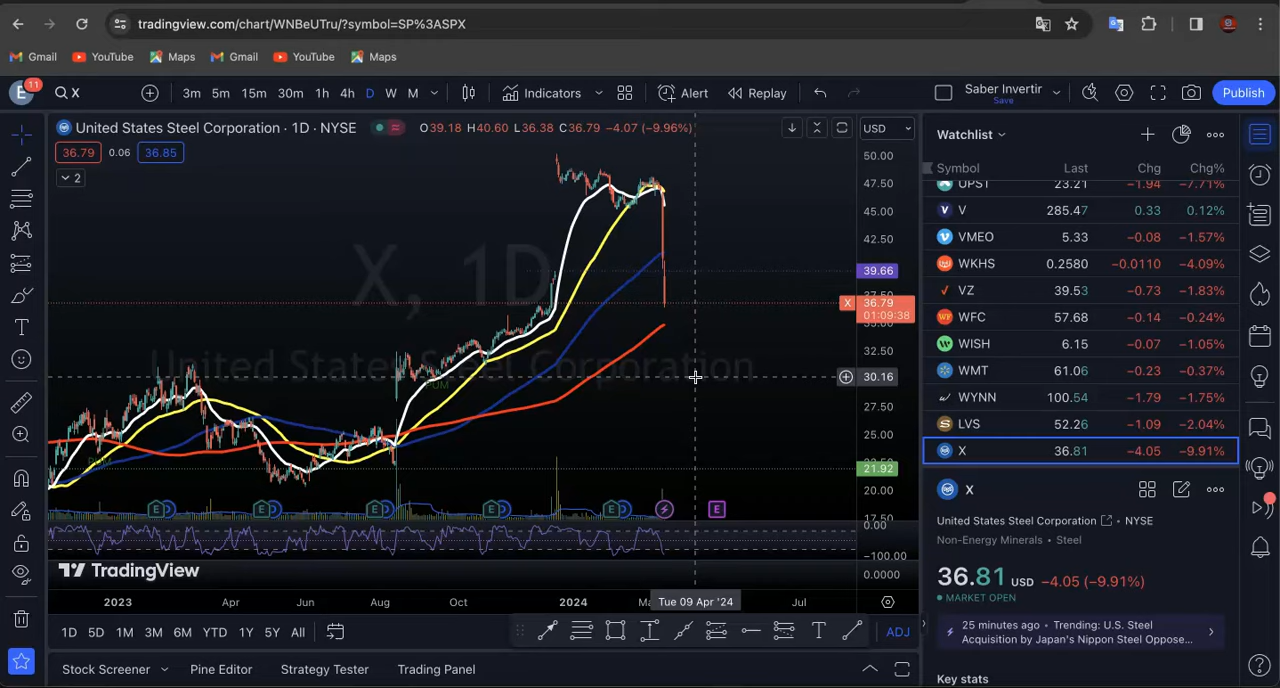 tradingview.com/chart/WNBeUTru/?symbol=SP%3ASPX
Gmail YouTube Maps Gmail YouTube Maps
E 11 X 3m 5m 15m 30m 1h 4h D W M Indicators Alert Replay Saber Invertir Save Publish
United States Steel Corporation · 1D · NYSE O39.18 H40.60 L36.38 C36.79 −4.07 (−9.96%) USD
36.79 0.06 36.85
2
X, 1D
United States Steel Corporation
50.00
47.50
45.00
42.50
39.66
37.50
X 36.79
01:09:38
35.00
32.50
30.16
27.50
25.00
21.92
20.00
17.50
0.00
−100.00
0.0000
E D E D E D E D E D E
TradingView
2023 Apr Jun Aug Oct 2024 Tue 09 Apr '24 Jul
1D 5D 1M 3M 6M YTD 1Y 5Y All ADJ
Stock Screener Pine Editor Strategy Tester Trading Panel
Watchlist
Symbol Last Chg Chg%
UPST 23.21 −1.94 −7.71%
V 285.47 0.33 0.12%
VMEO 5.33 −0.08 −1.57%
WKHS 0.2580 −0.0110 −4.09%
VZ 39.53 −0.73 −1.83%
WFC 57.68 −0.14 −0.24%
WISH 6.15 −0.07 −1.05%
WMT 61.06 −0.23 −0.37%
WYNN 100.54 −1.79 −1.75%
LVS 52.26 −1.09 −2.04%
X 36.81 −4.05 −9.91%
X
United States Steel Corporation NYSE
Non-Energy Minerals • Steel
36.81 USD −4.05 (−9.91%)
MARKET OPEN
25 minutes ago • Trending: U.S. Steel
Acquisition by Japan's Nippon Steel Oppose...
Key stats